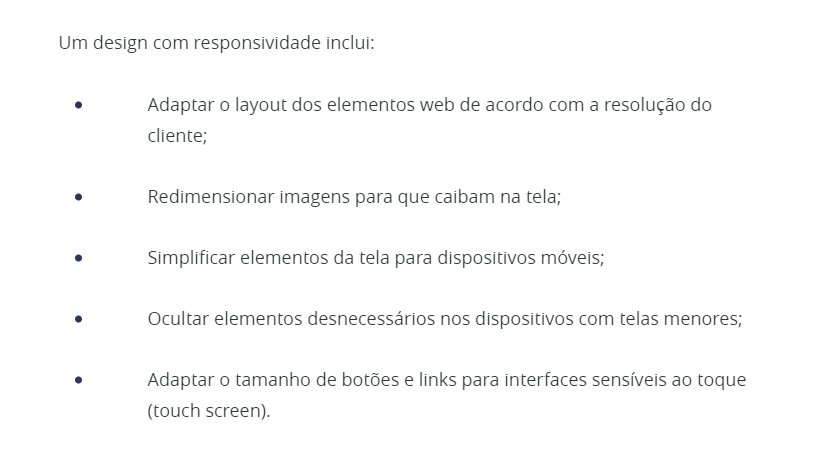 Um design com responsividade inclui:
• Adaptar o layout dos elementos web de acordo com a resolução do
cliente;
• Redimensionar imagens para que caibam na tela;
• Simplificar elementos da tela para dispositivos móveis;
• Ocultar elementos desnecessários nos dispositivos com telas menores;
• Adaptar o tamanho de botões e links para interfaces sensíveis ao toque
(touch screen).